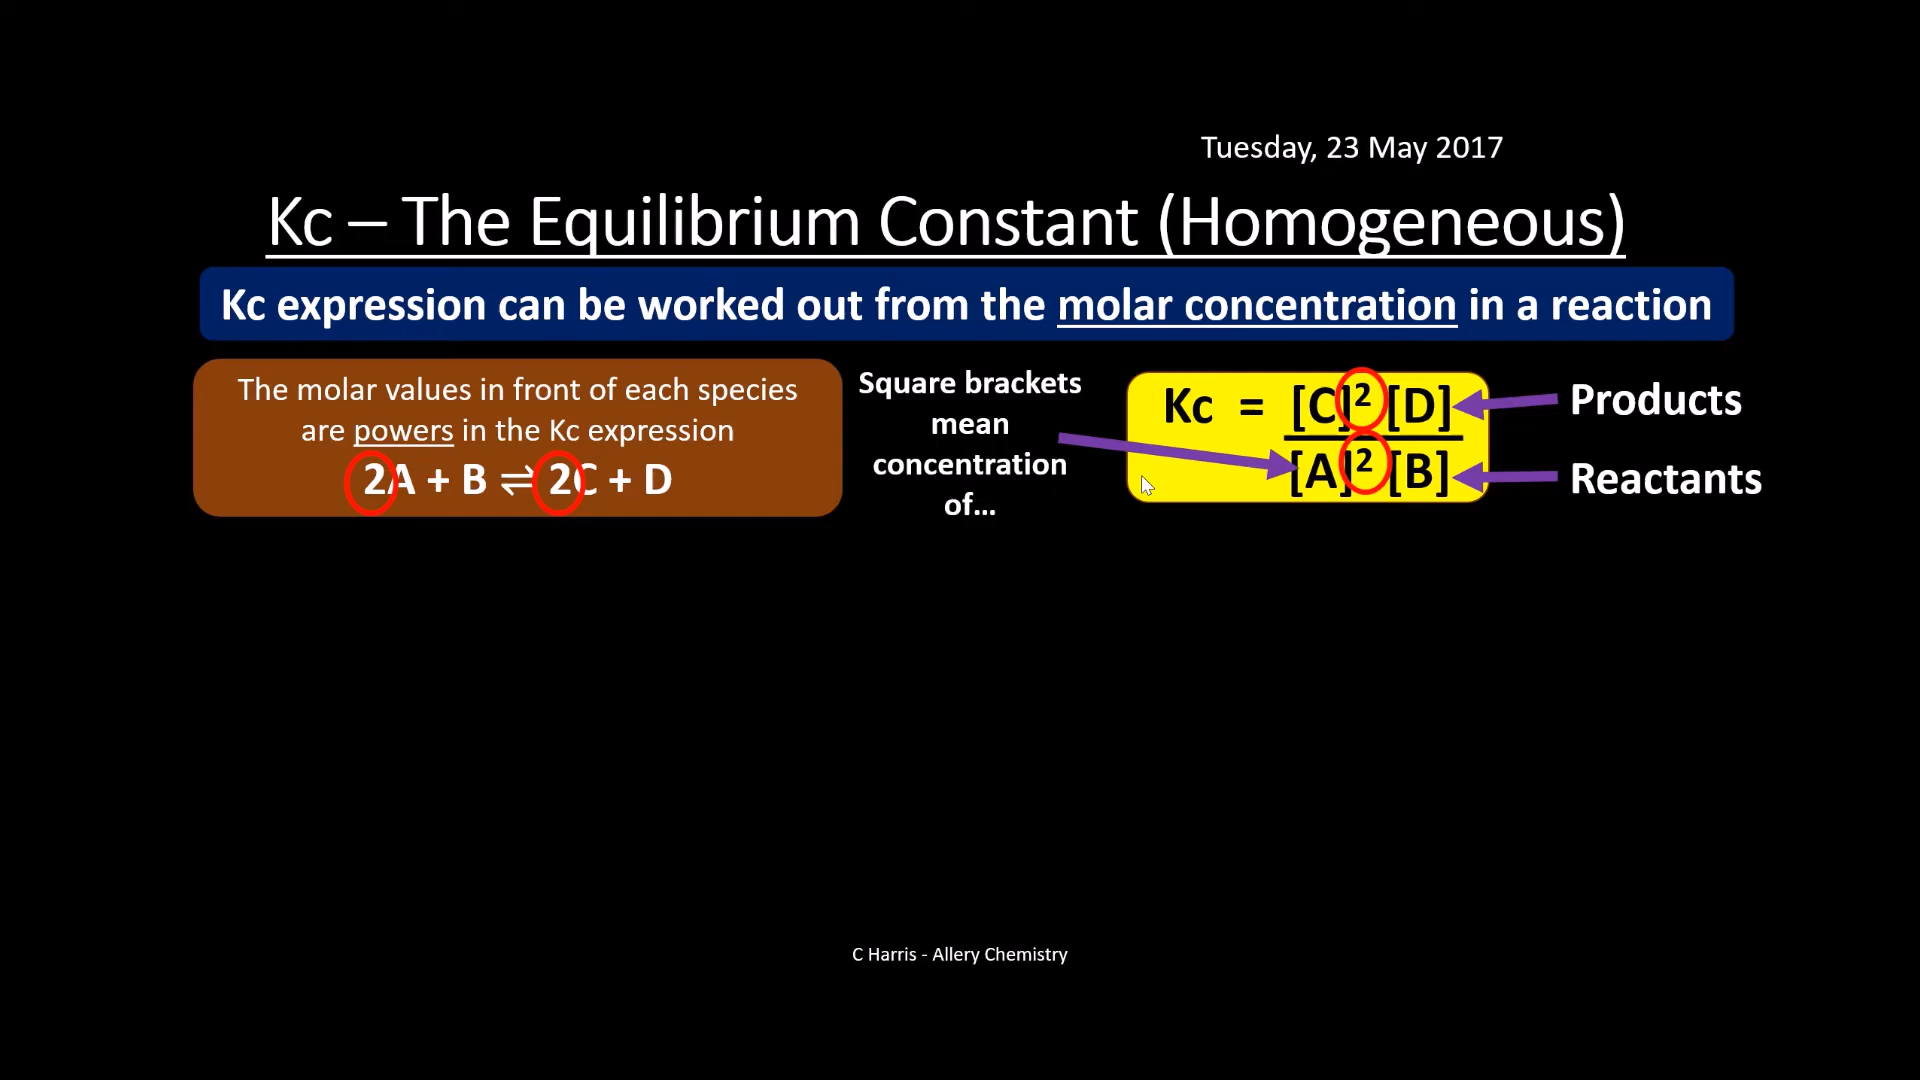 Tuesday, 23 May 2017
Kc – The Equilibrium Constant (Homogeneous)
Kc expression can be worked out from the molar concentration in a reaction
The molar values in front of each species
are powers in the Kc expression
2A + B ⇌ 2C + D
Square brackets
mean
concentration
of...
Kc = [C]² [D]
[A]² [B]
Products
Reactants
C Harris - Allery Chemistry